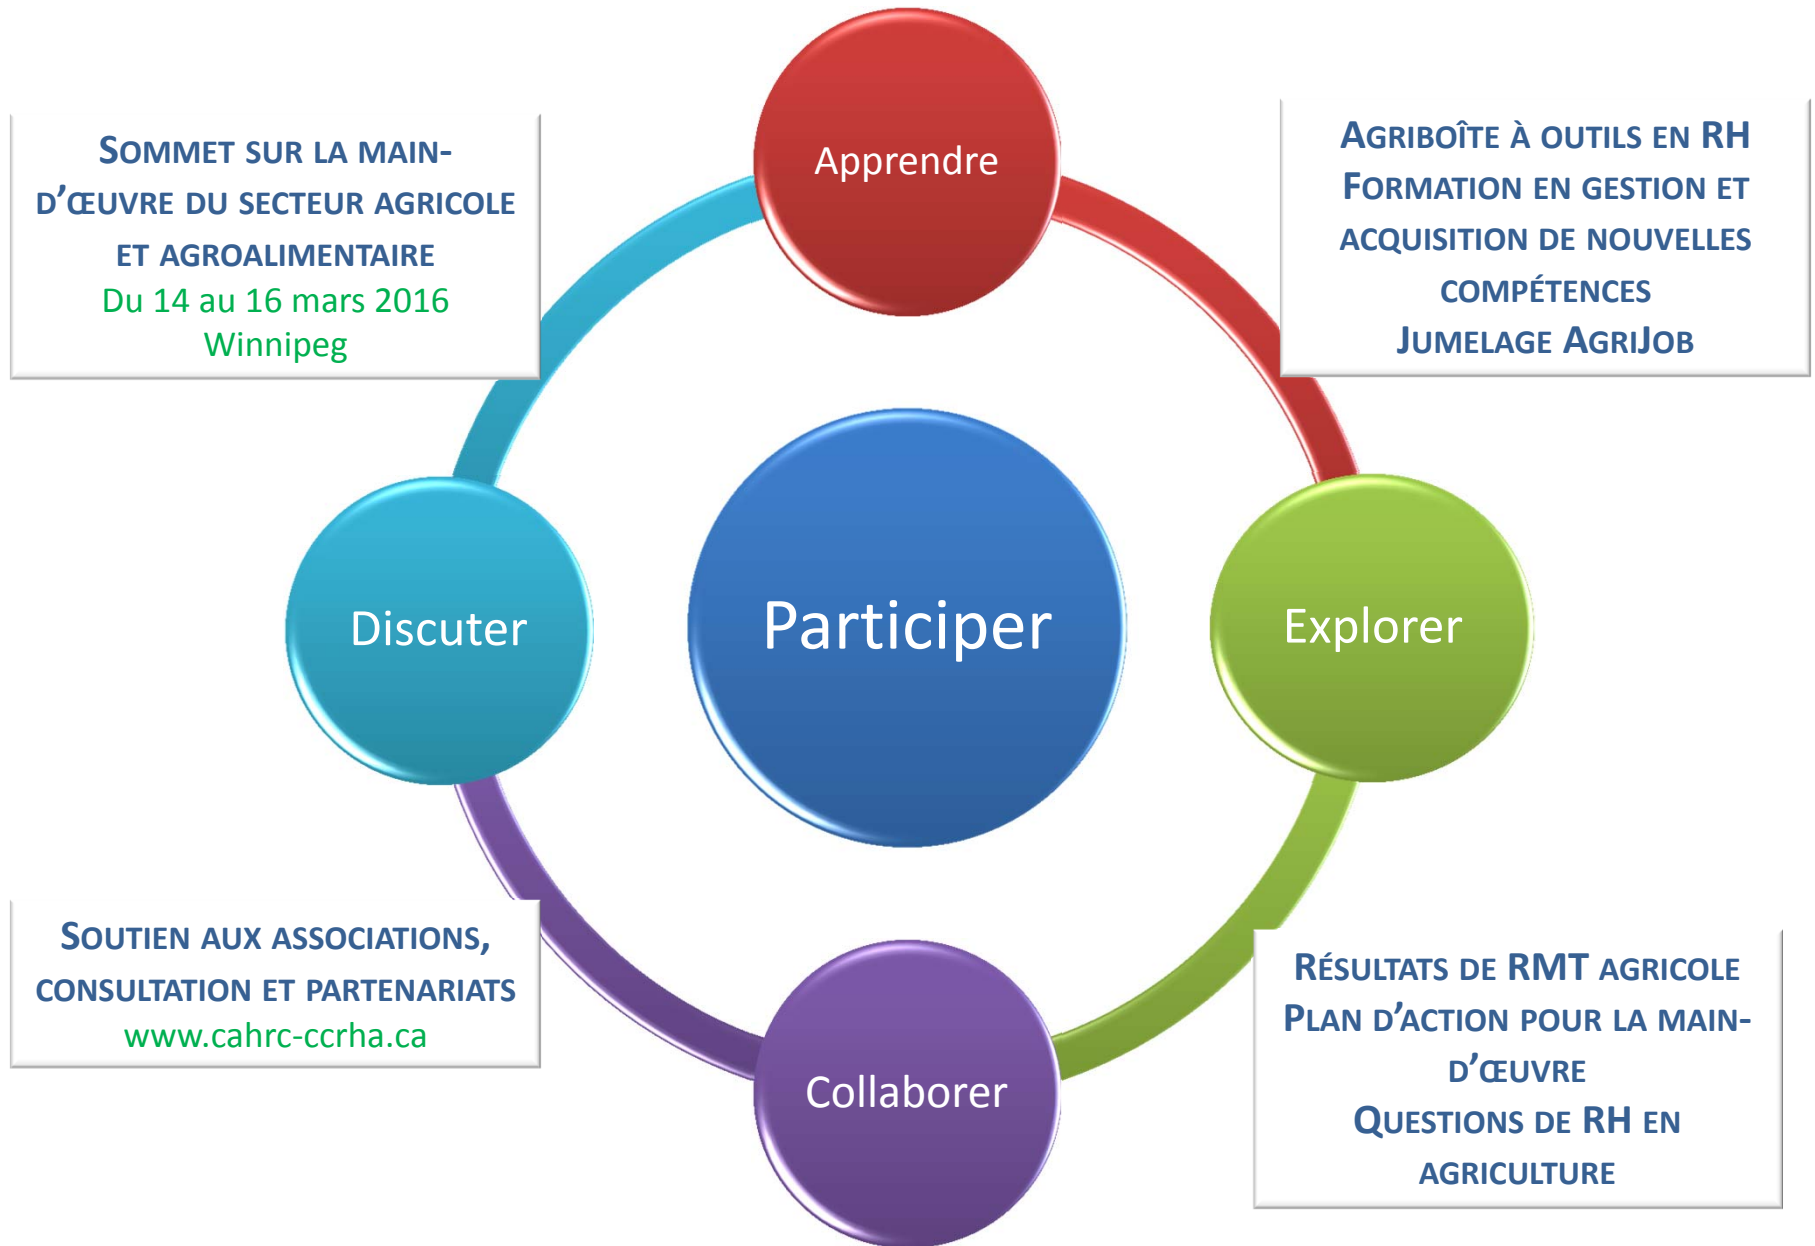 Apprendre
SOMMET SUR LA MAIN-
D’ŒUVRE DU SECTEUR AGRICOLE
ET AGROALIMENTAIRE
Du 14 au 16 mars 2016
Winnipeg
AGRIBOÎTE À OUTILS EN RH
FORMATION EN GESTION ET
ACQUISITION DE NOUVELLES
COMPÉTENCES
JUMELAGE AGRIJOB
Discuter
Participer
Explorer
SOUTIEN AUX ASSOCIATIONS,
CONSULTATION ET PARTENARIATS
www.cahrc-ccrha.ca
Collaborer
RÉSULTATS DE RMT AGRICOLE
PLAN D’ACTION POUR LA MAIN-
D’ŒUVRE
QUESTIONS DE RH EN
AGRICULTURE